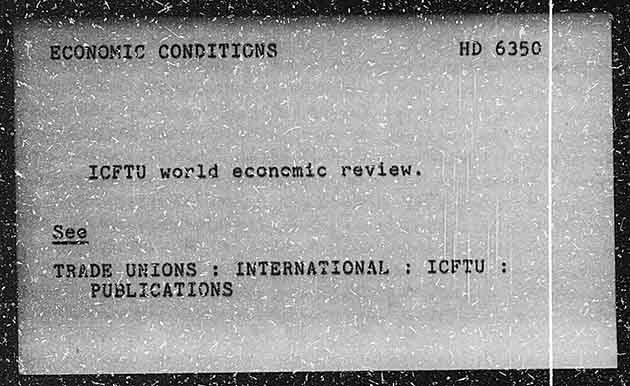 ECONOMIC CONDITIONS HD 6350
ICFTU world economic review.
See
TRADE UNIONS : INTERNATIONAL : ICFTU :
PUBLICATIONS